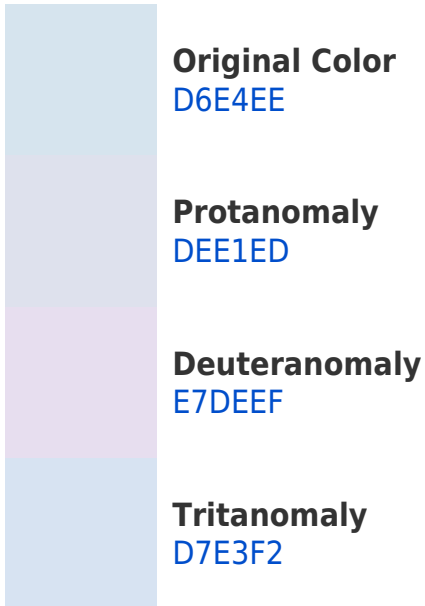 Original Color
D6E4EE
Protanomaly
DEE1ED
Deuteranomaly
E7DEEF
Tritanomaly
D7E3F2